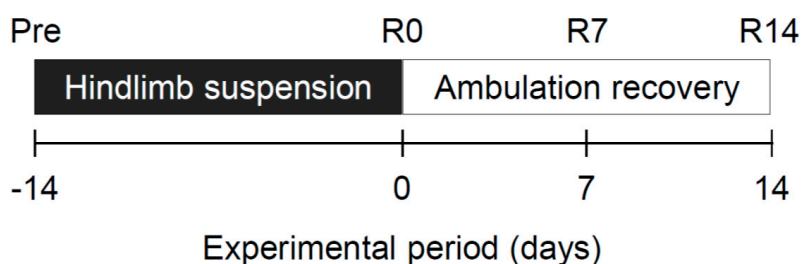 Pre R0 R7 R14
Hindlimb suspension Ambulation recovery
-14 0 7 14
Experimental period (days)